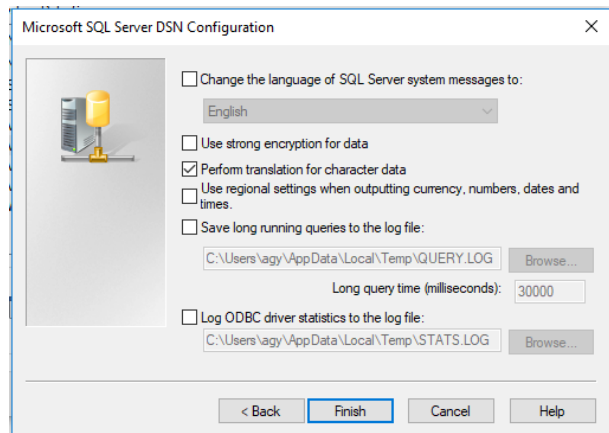 Microsoft SQL Server DSN Configuration
Change the language of SQL Server system messages to:
English
Use strong encryption for data
Perform translation for character data
Use regional settings when outputting currency, numbers, dates and
times.
Save long running queries to the log file:
C:\Users\agy\AppData\Local\Temp\QUERY.LOG
Browse...
Long query time (milliseconds):
30000
Log ODBC driver statistics to the log file:
C:\Users\agy\AppData\Local\Temp\STATS.LOG
Browse...
< Back
Finish
Cancel
Help